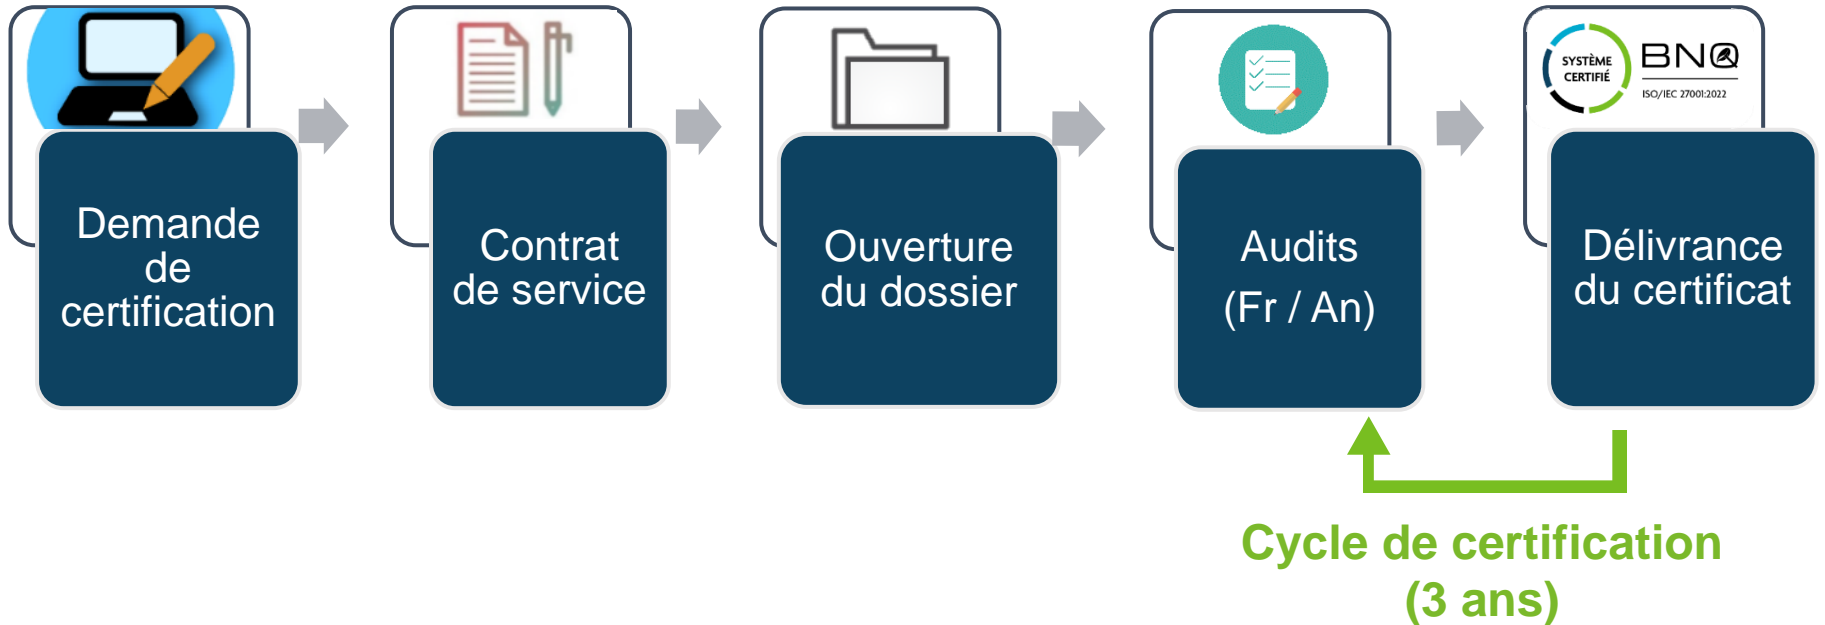 SYSTÈME
CERTIFIÉ
BNQ
ISO/IEC 27001:2022
Demande
de
certification
Contrat
de service
Ouverture
du dossier
Audits
(Fr / An)
Délivrance
du certificat
Cycle de certification
(3 ans)